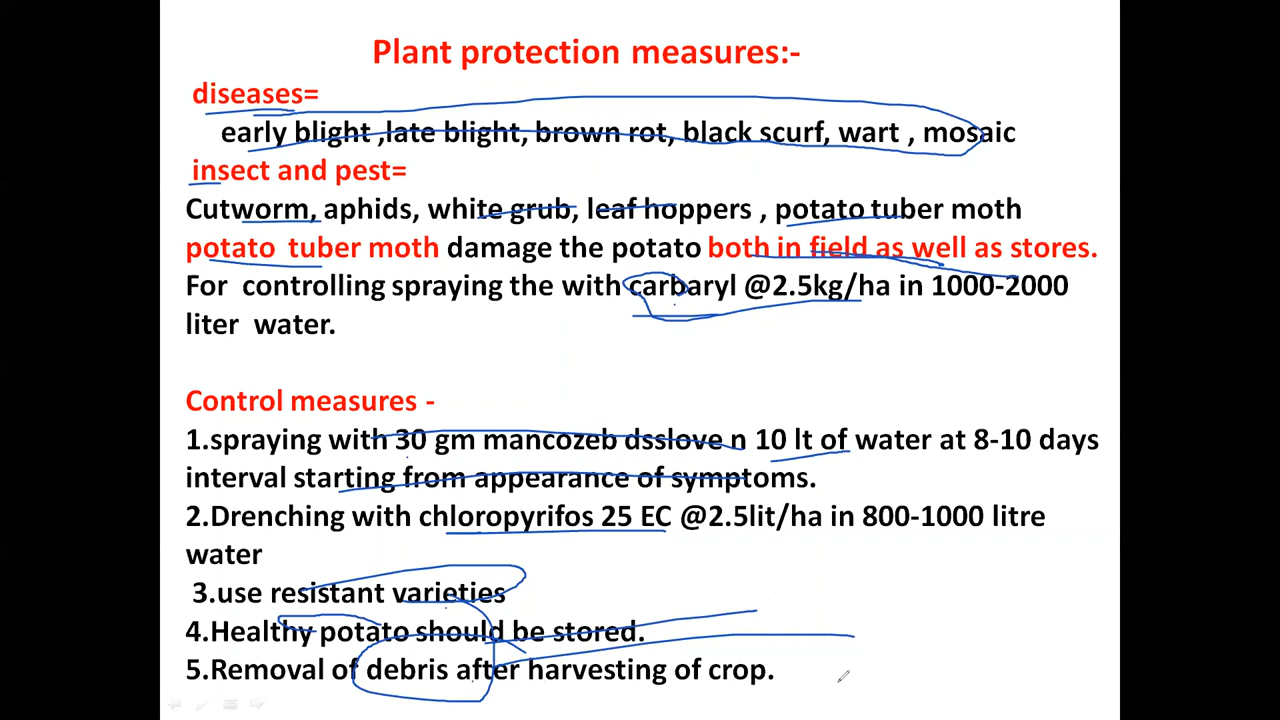 Plant protection measures:-
diseases=
early blight ,late blight, brown rot, black scurf, wart , mosaic
insect and pest=
Cutworm, aphids, white grub, leaf hoppers , potato tuber moth
potato tuber moth damage the potato both in field as well as stores.
For controlling spraying the with carbaryl @2.5kg/ha in 1000-2000
liter water.
Control measures -
1.spraying with 30 gm mancozeb dsslove n 10 lt of water at 8-10 days
interval starting from appearance of symptoms.
2.Drenching with chloropyrifos 25 EC @2.5lit/ha in 800-1000 litre
water
3.use resistant varieties
4.Healthy potato should be stored.
5.Removal of debris after harvesting of crop.